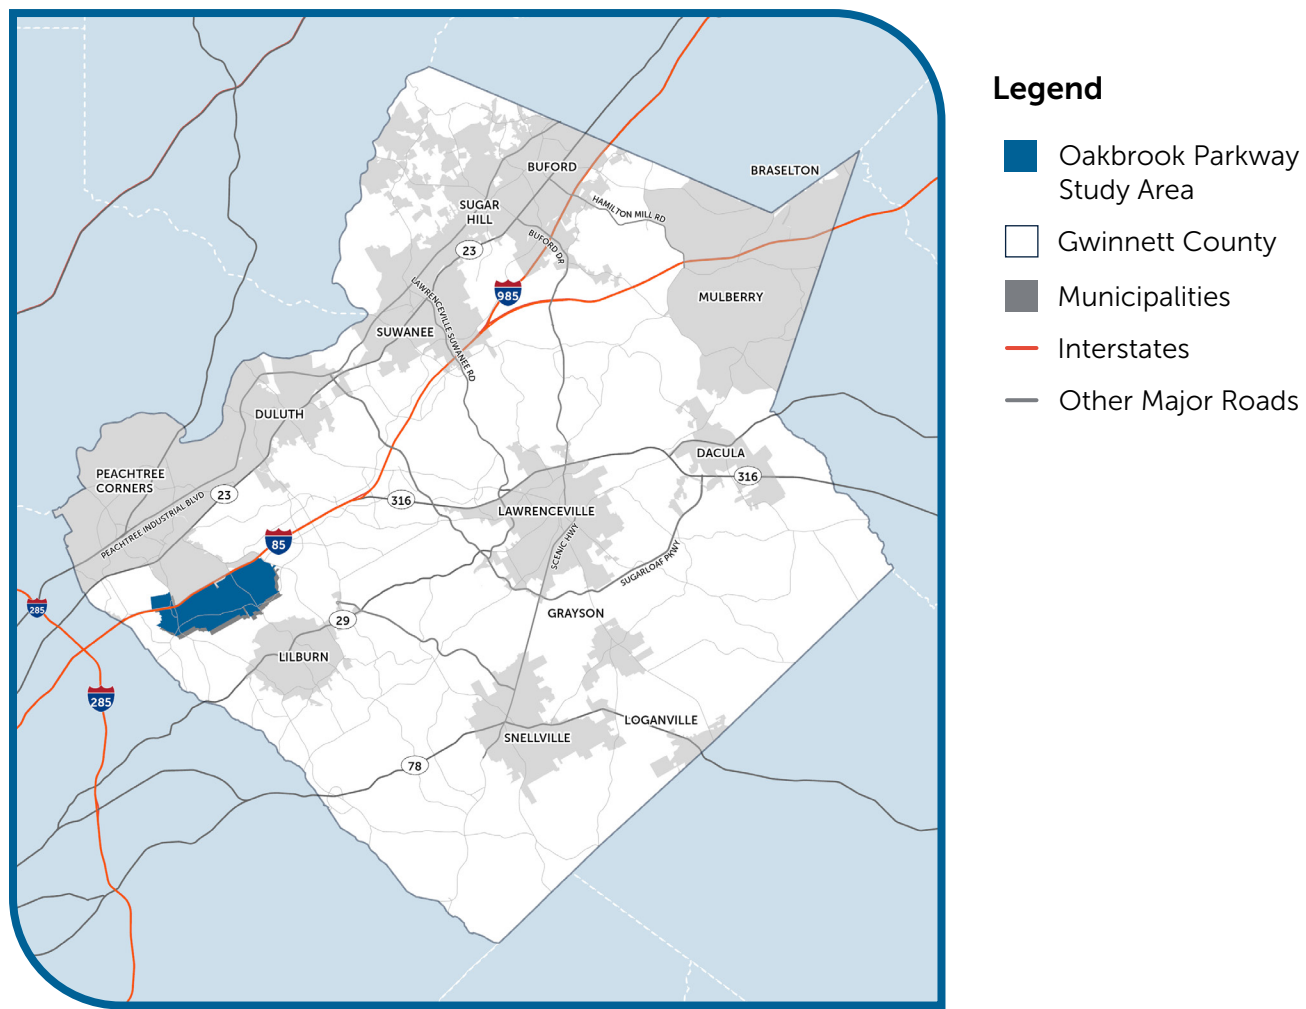 BRASELTON
BUFORD
HAMILTON MILL RD
SUGAR
HILL
BUFORD DR
23
985
LAWRENCEVILLE SUWANEE RD
MULBERRY
SUWANEE
DULUTH
DACULA
PEACHTREE
CORNERS
316
23
316
PEACHTREE INDUSTRIAL BLVD
LAWRENCEVILLE
SCENIC HWY
85
SUGARLOAF PKWY
285
GRAYSON
29
LILBURN
285
LOGANVILLE
SNELLVILLE
78
Legend
Oakbrook Parkway
Study Area
Gwinnett County
Municipalities
Interstates
Other Major Roads